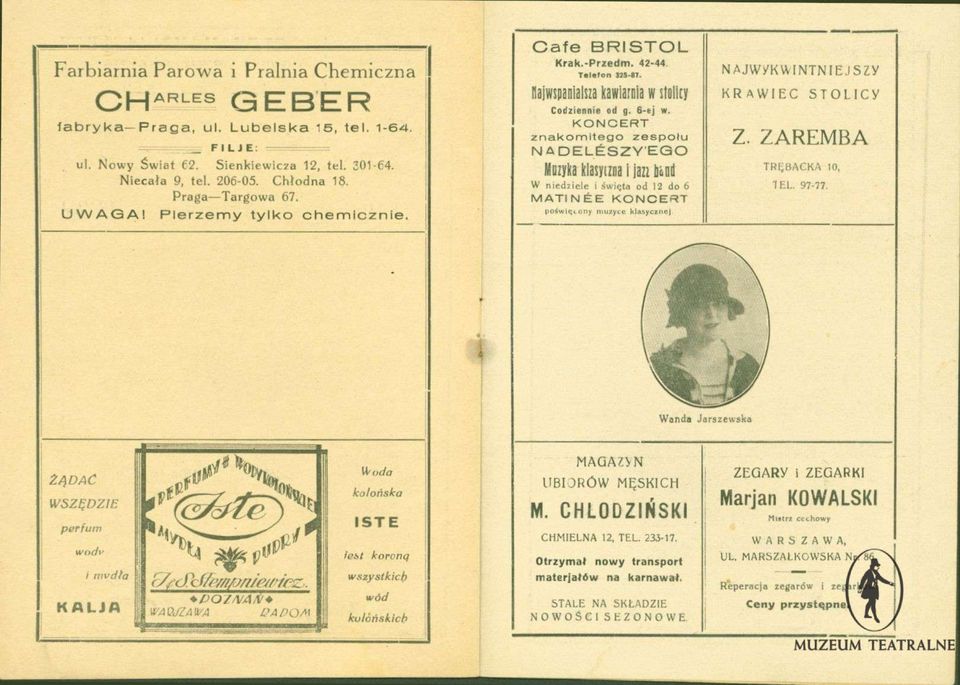 Farbiarnia Parowa i Pralnia Chemiczna
CHARLES GEBER
fabryka—Praga, ul. Lubelska 15, tel. 1-64.
FILJE:
ul. Nowy Świat 62. Sienkiewicza 12, tel. 301-64.
Niecała 9, tel. 206-05. Chłodna 18.
Praga—Targowa 67.
UWAGA! Pierzemy tylko chemicznie.
ŻĄDAĆ
WSZĘDZIE
perfum
wody
i mydła
KALJA
PERFUMY & WODY KOLOŃSKIE
Iste
MYDŁA PUDRY
J. & S. Stempniewicz.
POZNAŃ
WARSZAWA RADOM
Woda
kolońska
ISTE
jest koroną
wszystkich
wód
kolońskich
Cafe BRISTOL
Krak.-Przedm. 42-44.
Telefon 325-87.
Najwspanialsza kawiarnia w stolicy
Codziennie od g. 6-ej w.
KONCERT
znakomitego zespołu
NADELÉSZY'EGO
Muzyka klasyczna i jazz band
W niedziele i święta od 12 do 6
MATINÉE KONCERT
poświęcony muzyce klasycznej
NAJWYKWINTNIEJSZY
KRAWIEC STOLICY
Z. ZAREMBA
TRĘBACKA 10,
TEL. 97-77.
Wanda Jarszewska
MAGAZYN
UBIORÓW MĘSKICH
M. CHŁODZIŃSKI
CHMIELNA 12, TEL. 233-17.
Otrzymał nowy transport
materjałów na karnawał.
STALE NA SKŁADZIE
NOWOŚCI SEZONOWE
ZEGARY i ZEGARKI
Marjan KOWALSKI
Mistrz cechowy
WARSZAWA,
UL. MARSZAŁKOWSKA Nr 86
Reperacja zegarów i
Ceny przystępne.
MUZEUM TEATRALNE